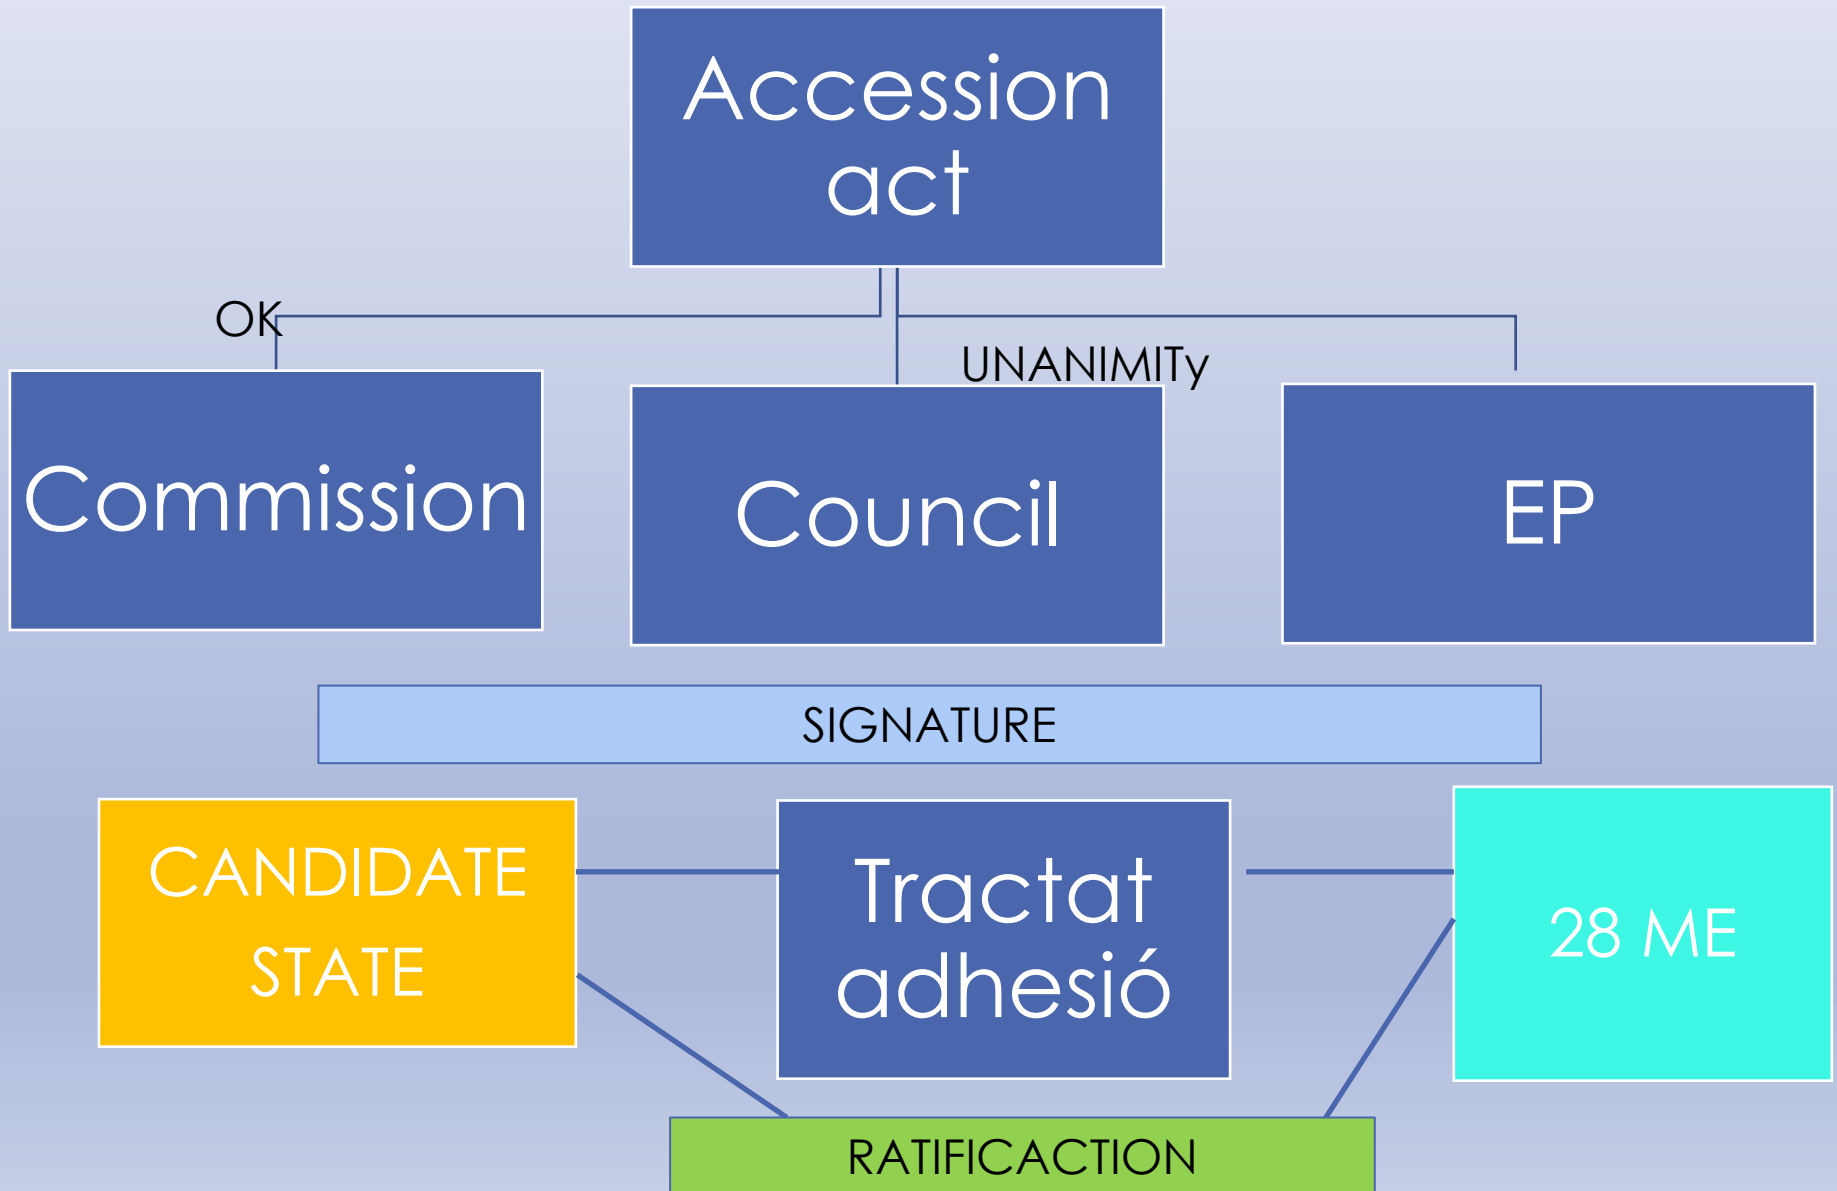 Accession
act
OK
UNANIMITy
Commission
Council
EP
SIGNATURE
CANDIDATE
STATE
Tractat
adhesió
28 ME
RATIFICACTION